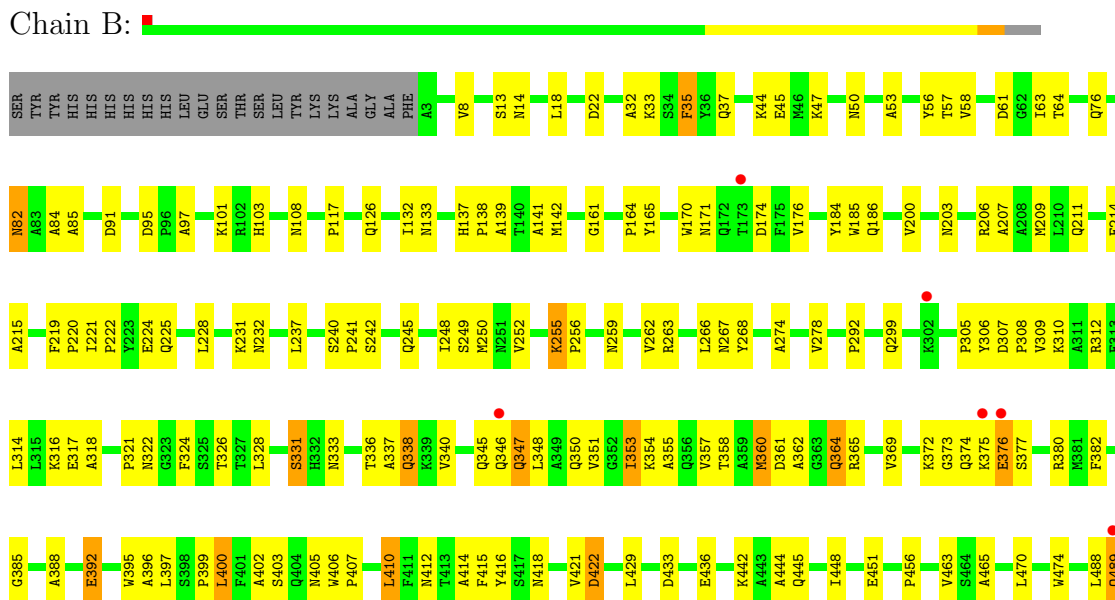 Chain B:
SER TYR TYR HIS HIS HIS HIS HIS HIS LEU GLU SER THR SER LEU TYR LYS LYS ALA GLY ALA PHE A3 V8 S13 N14 L18 D22 A32 K33 S34 F35 Y36 Q37 K44 E45 M46 K47 N50 A53 Y56 T57 V58 D61 G62 I63 T64 Q76
N82 A83 A84 A85 D91 D95 P96 A97 K101 R102 H103 N108 P117 Q126 I132 N133 H137 P138 A139 T140 A141 M142 G161 P164 Y165 W170 N171 Q172 T173 D174 F175 V176 Y184 W185 Q186 V200 N203 R206 A207 A208 M209 L210 Q211
A215 F219 P220 I221 P222 Y223 E224 Q225 L228 K231 N232 L237 S240 P241 S242 Q245 I248 S249 M250 N251 V252 K255 P256 N259 V262 R263 L266 N267 Y268 A274 V278 P292 Q299 K302 P305 Y306 D307 P308 V309 K310 A311 R312
L314 L315 K316 E317 A318 P321 N322 G323 F324 S325 T326 T327 L328 S331 H332 N333 T336 A337 Q338 K339 V340 Q345 Q346 Q347 L348 A349 Q350 V351 G352 I353 K354 A355 Q356 V357 T358 A359 M360 D361 A362 G363 Q364 R365 V369 K372 G373 Q374 K375 E376 S377 R380 M381 F382
G385 A388 E392 W395 A396 L397 S398 P399 L400 F401 A402 S403 Q404 N405 W406 P407 L410 F411 N412 T413 A414 F415 Y416 S417 N418 V421 D422 L429 D433 E436 K442 A443 A444 Q445 I448 E451 P456 V463 S464 A465 L470 W474 L488